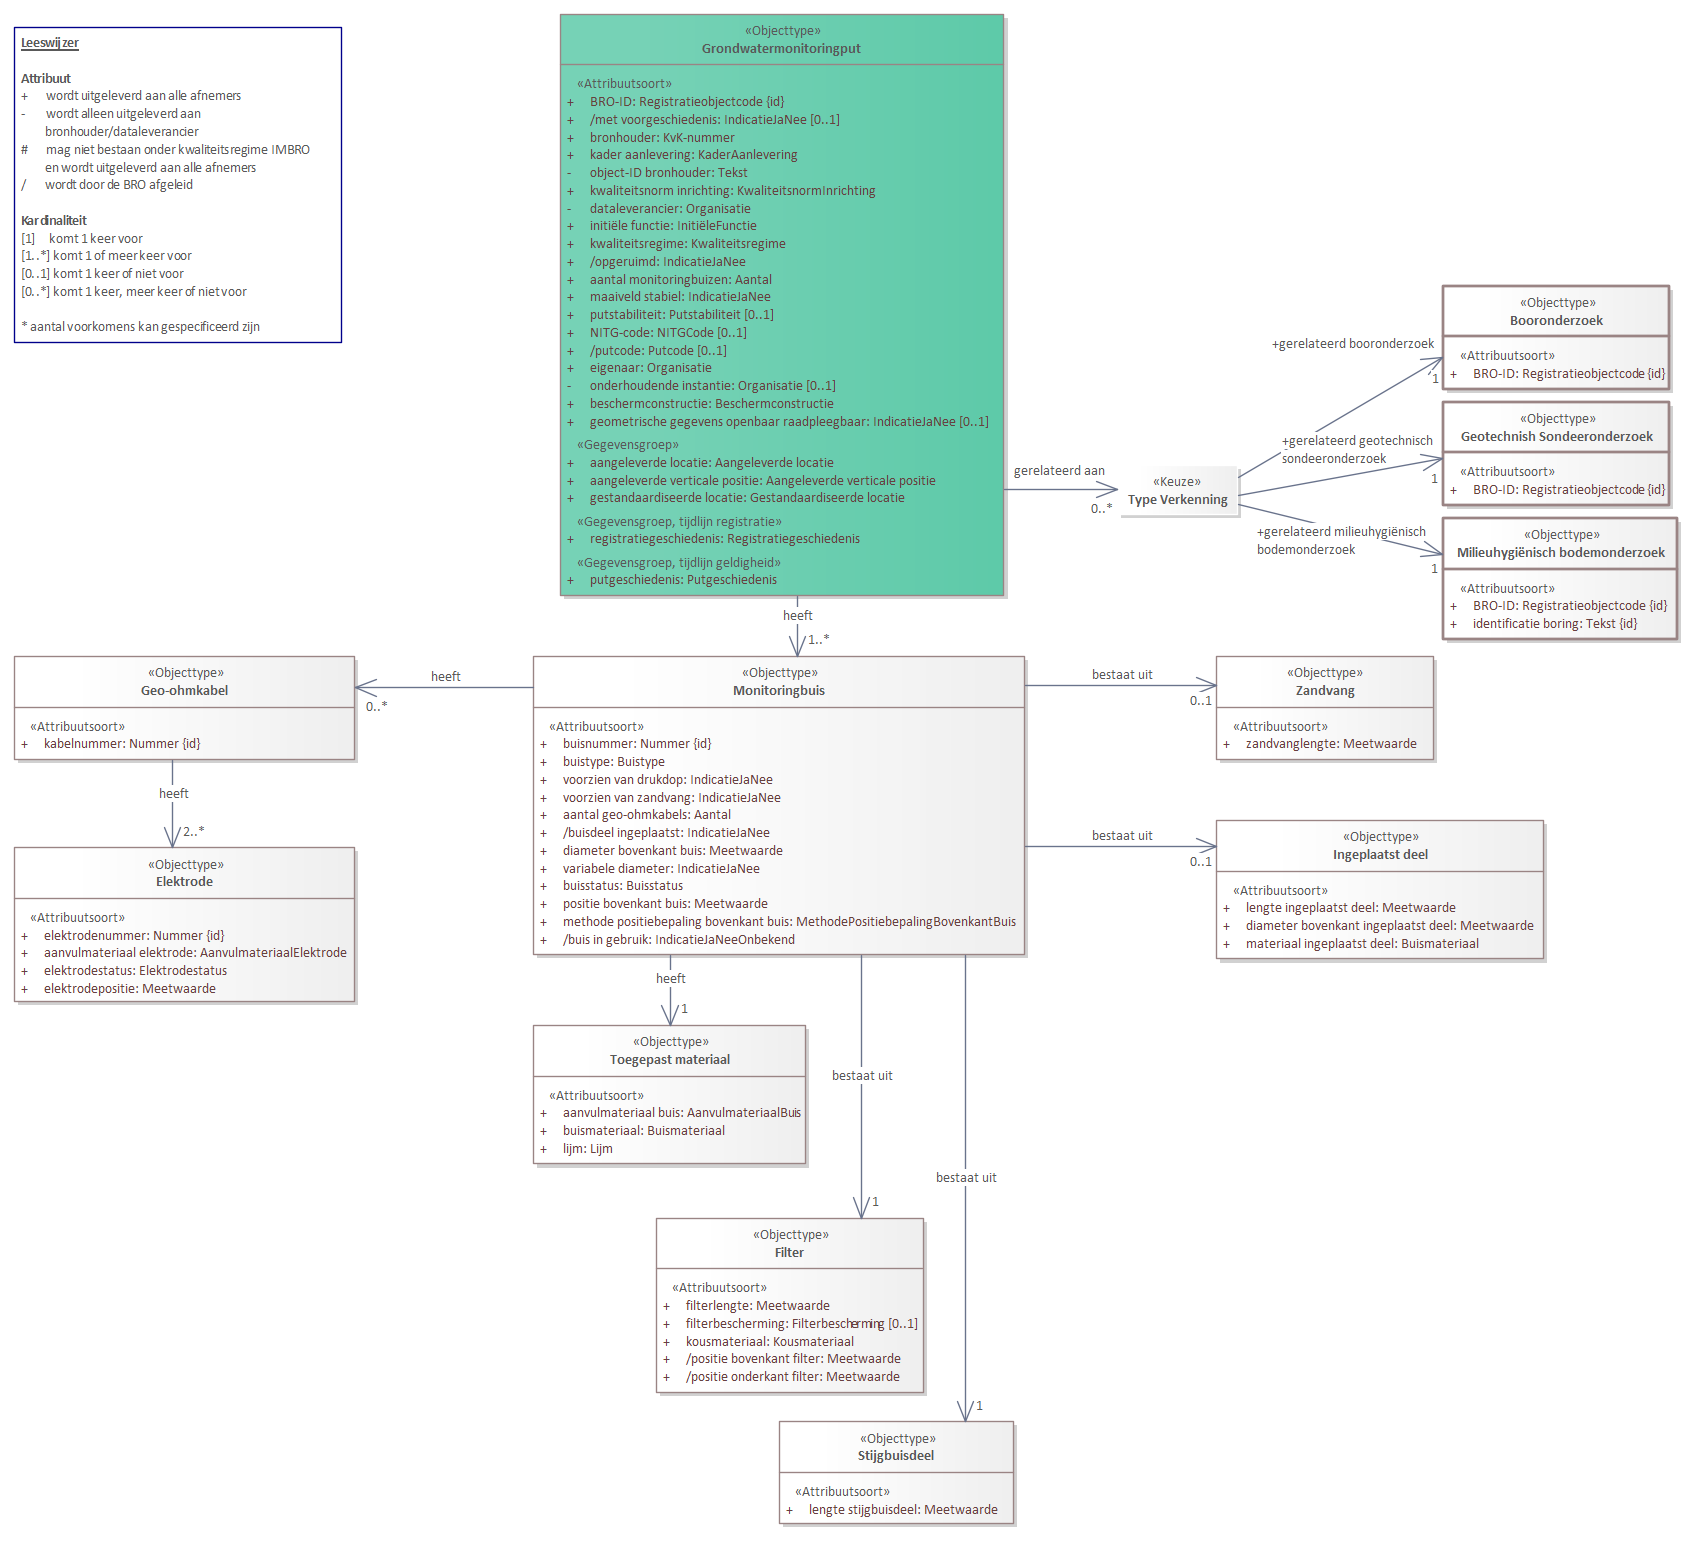 Leeswijzer
Attribuut
+ wordt uitgeleverd aan alle afnemers
- wordt alleen uitgeleverd aan
bronhouder/dataleverancier
# mag niet bestaan onder kwaliteitsregime IMBRO
en wordt uitgeleverd aan alle afnemers
/ wordt door de BRO afgeleid
Kardinaliteit
[1] komt 1 keer voor
[1..*] komt 1 of meer keer voor
[0..1] komt 1 keer of niet voor
[0..*] komt 1 keer, meer keer of niet voor
* aantal voorkomens kan gespecificeerd zijn
«Objecttype»
Grondwatermonitoringput
«Attribuutsoort»
+ BRO-ID: Registratieobjectcode {id}
+ /met voorgeschiedenis: IndicatieJaNee [0..1]
+ bronhouder: KvK-nummer
+ kader aanlevering: KaderAanlevering
- object-ID bronhouder: Tekst
+ kwaliteitsnorm inrichting: KwaliteitsnormInrichting
- dataleverancier: Organisatie
+ initiële functie: InitiëleFunctie
+ kwaliteitsregime: Kwaliteitsregime
+ /opgeruimd: IndicatieJaNee
+ aantal monitoringbuizen: Aantal
+ maaiveld stabiel: IndicatieJaNee
+ putstabiliteit: Putstabiliteit [0..1]
+ NITG-code: NITGCode [0..1]
+ /putcode: Putcode [0..1]
+ eigenaar: Organisatie
- onderhoudende instantie: Organisatie [0..1]
+ beschermconstructie: Beschermconstructie
+ geometrische gegevens openbaar raadpleegbaar: IndicatieJaNee [0..1]
«Gegevensgroep»
+ aangeleverde locatie: Aangeleverde locatie
+ aangeleverde verticale positie: Aangeleverde verticale positie
+ gestandaardiseerde locatie: Gestandaardiseerde locatie
«Gegevensgroep, tijdlijn registratie»
+ registratiegeschiedenis: Registratiegeschiedenis
«Gegevensgroep, tijdlijn geldigheid»
+ putgeschiedenis: Putgeschiedenis
gerelateerd aan
0..*
«Keuze»
Type Verkenning
+gerelateerd booronderzoek
1
+gerelateerd geotechnisch
sondeeronderzoek
1
+gerelateerd milieuhygiënisch
bodemonderzoek
1
«Objecttype»
Booronderzoek
«Attribuutsoort»
+ BRO-ID: Registratieobjectcode {id}
«Objecttype»
Geotechnish Sondeeronderzoek
«Attribuutsoort»
+ BRO-ID: Registratieobjectcode {id}
«Objecttype»
Milieuhygiënisch bodemonderzoek
«Attribuutsoort»
+ BRO-ID: Registratieobjectcode {id}
+ identificatie boring: Tekst {id}
heeft
1..*
«Objecttype»
Geo-ohmkabel
«Attribuutsoort»
+ kabelnummer: Nummer {id}
heeft
0..*
«Objecttype»
Monitoringbuis
«Attribuutsoort»
+ buisnummer: Nummer {id}
+ buistype: Buistype
+ voorzien van drukdop: IndicatieJaNee
+ voorzien van zandvang: IndicatieJaNee
+ aantal geo-ohmkabels: Aantal
+ /buisdeel ingeplaatst: IndicatieJaNee
+ diameter bovenkant buis: Meetwaarde
+ variabele diameter: IndicatieJaNee
+ buisstatus: Buisstatus
+ positie bovenkant buis: Meetwaarde
+ methode positiebepaling bovenkant buis: MethodePositiebepalingBovenkantBuis
+ /buis in gebruik: IndicatieJaNeeOnbekend
bestaat uit
0..1
«Objecttype»
Zandvang
«Attribuutsoort»
+ zandvanglengte: Meetwaarde
bestaat uit
0..1
«Objecttype»
Ingeplaatst deel
«Attribuutsoort»
+ lengte ingeplaatst deel: Meetwaarde
+ diameter bovenkant ingeplaatst deel: Meetwaarde
+ materiaal ingeplaatst deel: Buismateriaal
heeft
2..*
«Objecttype»
Elektrode
«Attribuutsoort»
+ elektrodenummer: Nummer {id}
+ aanvulmateriaal elektrode: AanvulmateriaalElektrode
+ elektrodestatus: Elektrodestatus
+ elektrodepositie: Meetwaarde
heeft
1
«Objecttype»
Toegepast materiaal
«Attribuutsoort»
+ aanvulmateriaal buis: AanvulmateriaalBuis
+ buismateriaal: Buismateriaal
+ lijm: Lijm
bestaat uit
1
«Objecttype»
Filter
«Attribuutsoort»
+ filterlengte: Meetwaarde
+ filterbescherming: Filterbescherming [0..1]
+ kousmateriaal: Kousmateriaal
+ /positie bovenkant filter: Meetwaarde
+ /positie onderkant filter: Meetwaarde
bestaat uit
1
«Objecttype»
Stijgbuisdeel
«Attribuutsoort»
+ lengte stijgbuisdeel: Meetwaarde